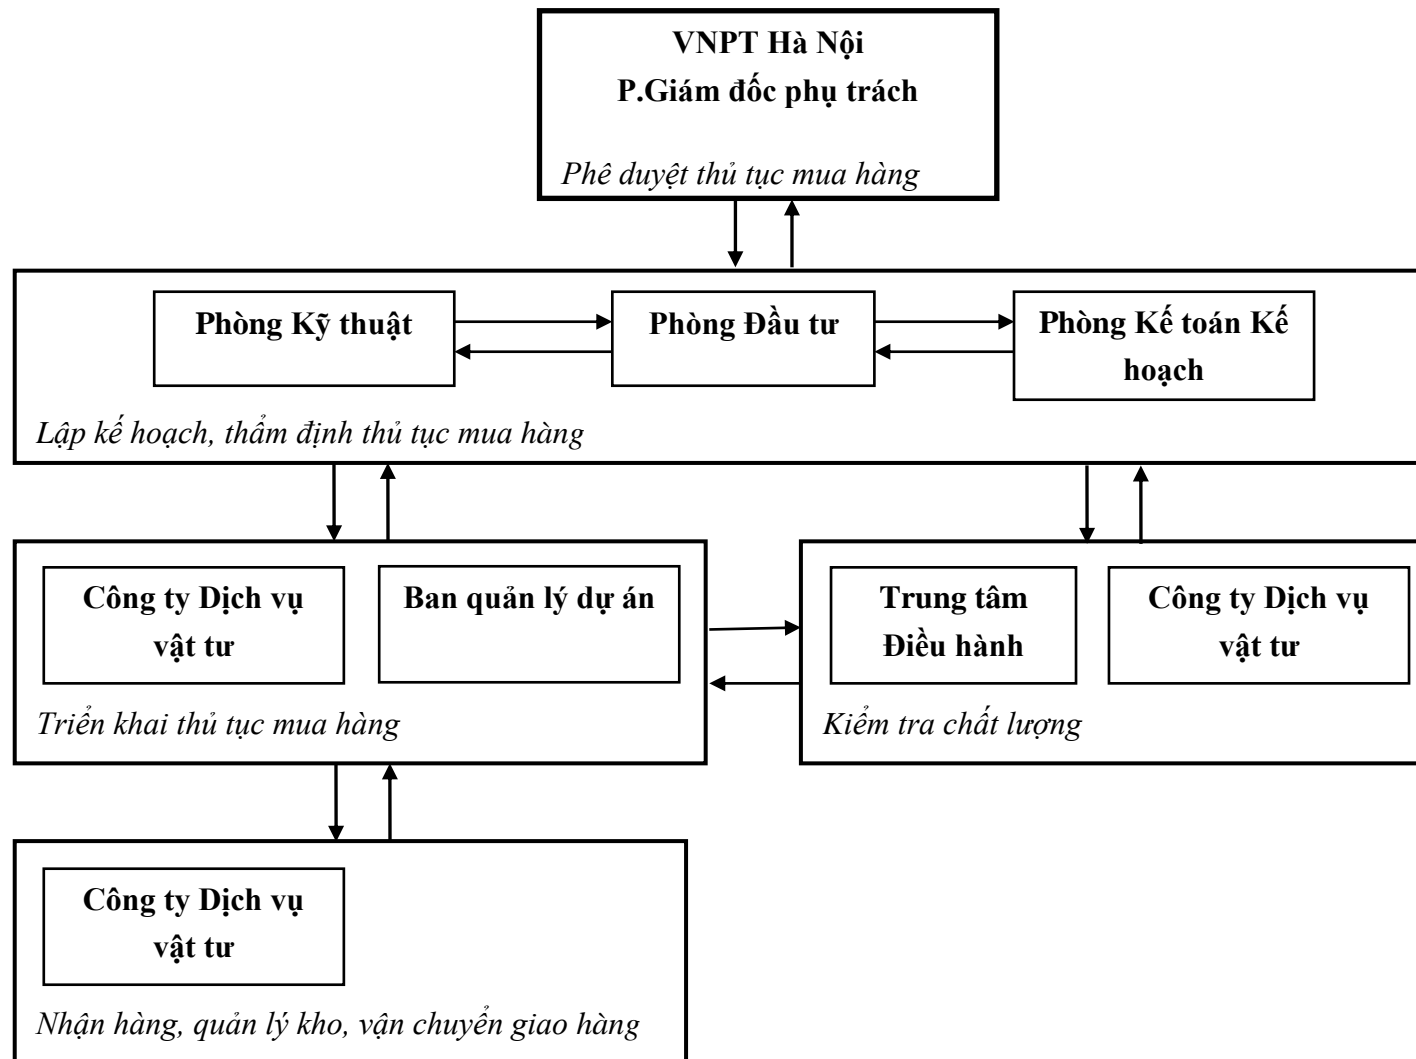 VNPT Hà Nội
P.Giám đốc phụ trách
Phê duyệt thủ tục mua hàng
Phòng Kỹ thuật
Phòng Đầu tư
Phòng Kế toán Kế
hoạch
Lập kế hoạch, thẩm định thủ tục mua hàng
Công ty Dịch vụ
vật tư
Ban quản lý dự án
Triển khai thủ tục mua hàng
Trung tâm
Điều hành
Công ty Dịch vụ
vật tư
Kiểm tra chất lượng
Công ty Dịch vụ
vật tư
Nhận hàng, quản lý kho, vận chuyển giao hàng